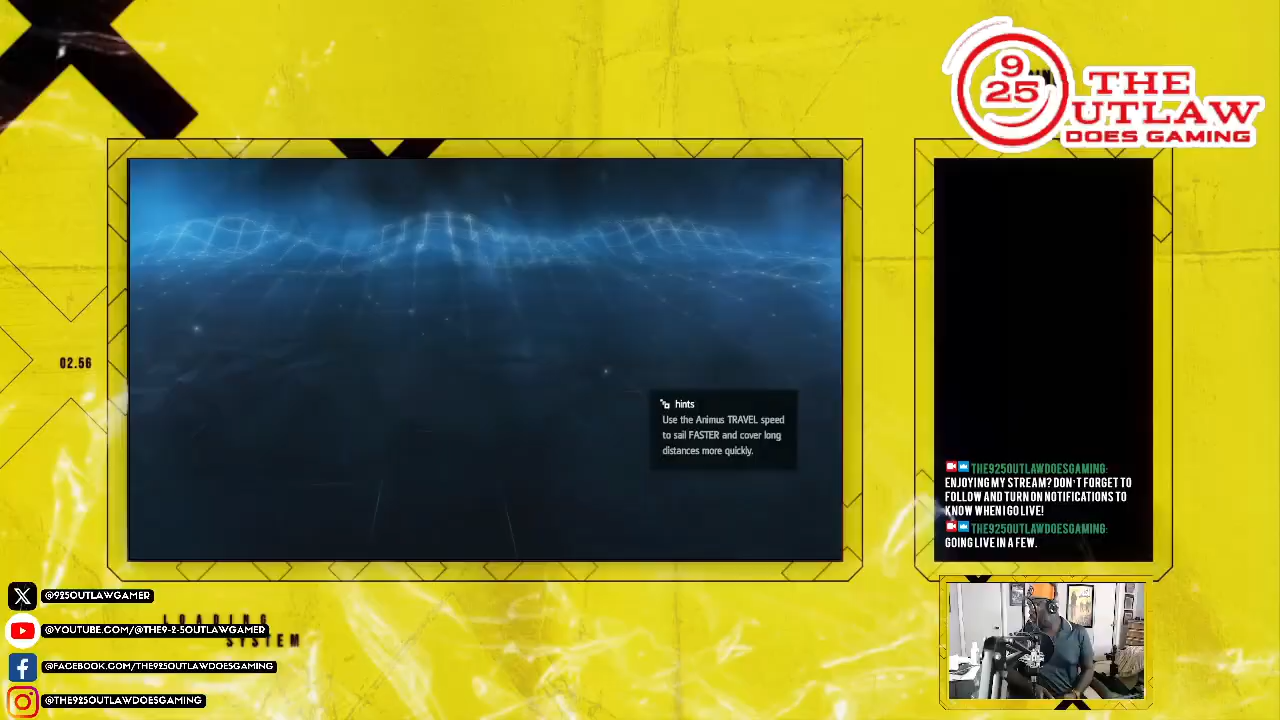 9
25
THE
OUTLAW
DOES GAMING
02.56
hints
Use the Animus TRAVEL speed
to sail FASTER and cover long
distances more quickly.
THE925OUTLAWDOESGAMING:
ENJOYING MY STREAM? DON'T FORGET TO
FOLLOW AND TURN ON NOTIFICATIONS TO
KNOW WHEN I GO LIVE!
THE925OUTLAWDOESGAMING:
GOING LIVE IN A FEW.
@925OUTLAWGAMER
LOADING
@YOUTUBE.COM/@THE9-2-5OUTLAWGAMER
SYSTEM
@FACEBOOK.COM/THE925OUTLAWDOESGAMING
@THE925OUTLAWDOESGAMING